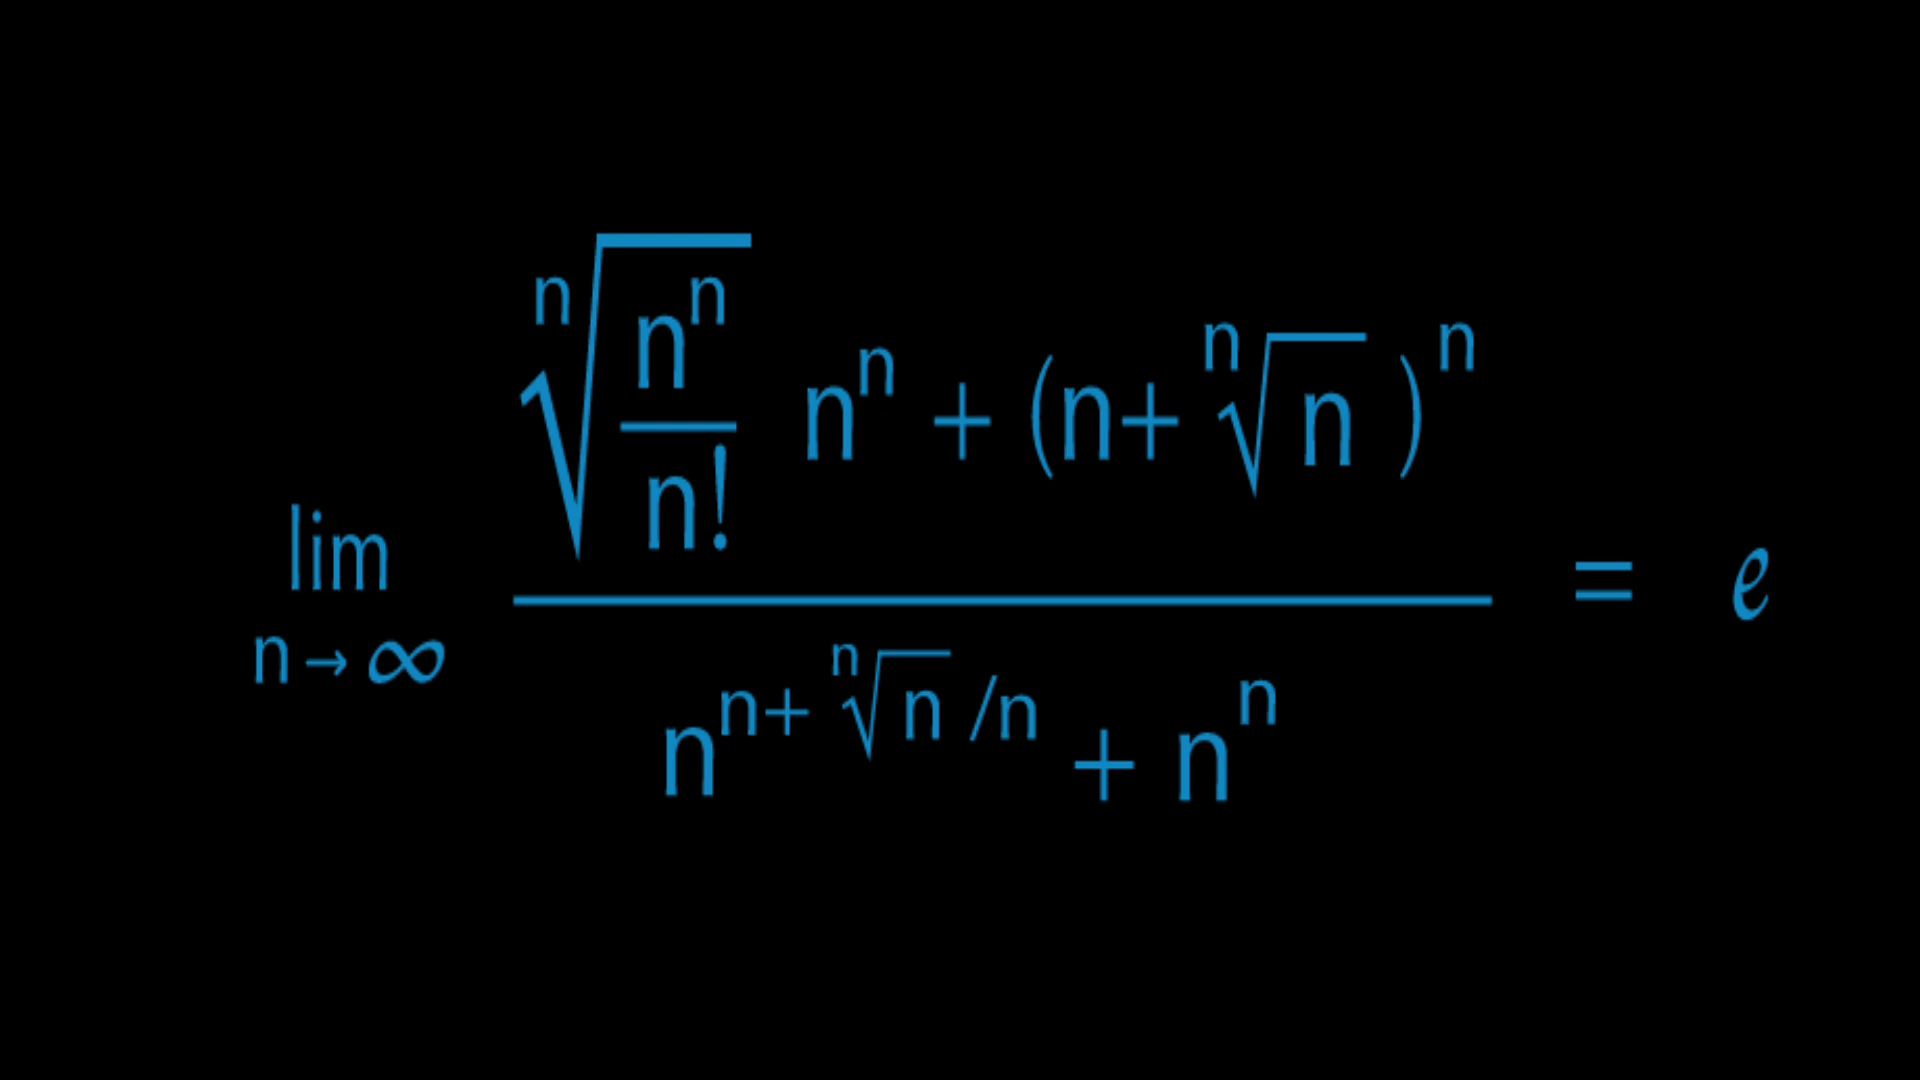 lim n→∞ ⁿ√(nⁿ/n!) nⁿ + (n + ⁿ√n)ⁿ / n^(n + ⁿ√n /n) + nⁿ = e